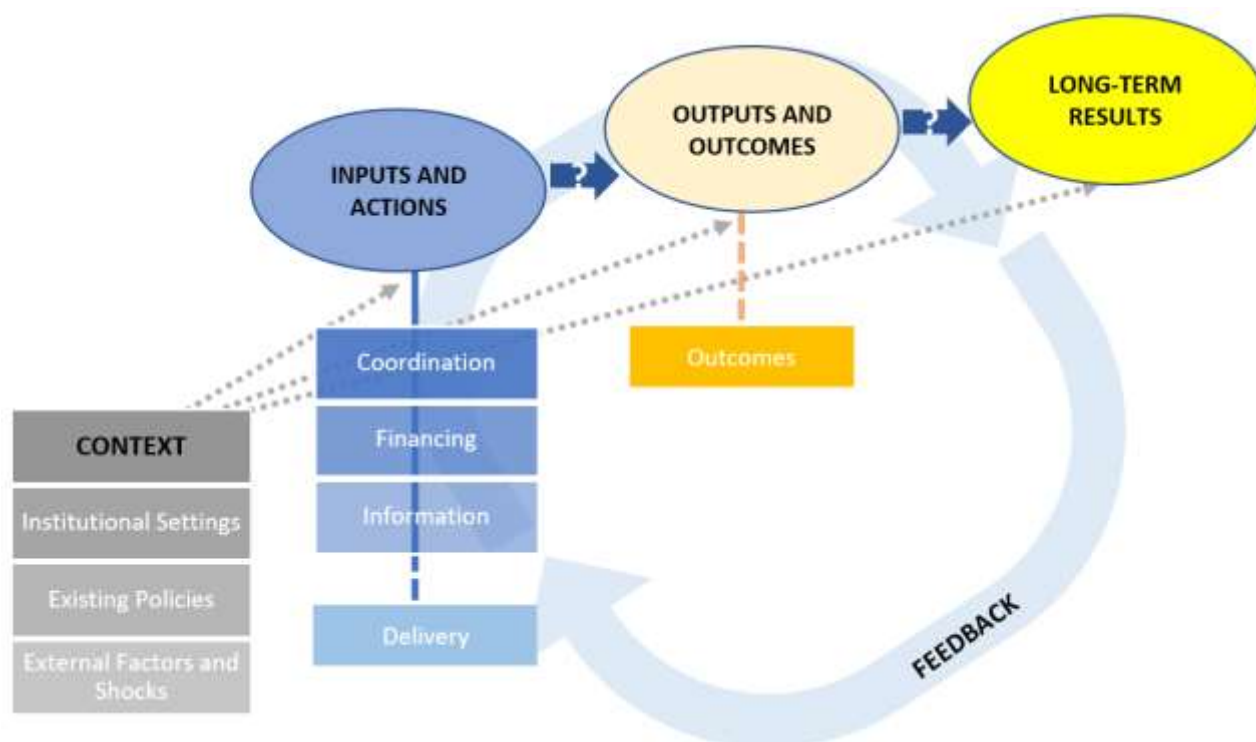 LONG-TERM
RESULTS
OUTPUTS AND
OUTCOMES
?
INPUTS AND
ACTIONS
?
Coordination
Outcomes
CONTEXT
Financing
Institutional Settings
Information
Existing Policies
Delivery
External Factors and
Shocks
FEEDBACK